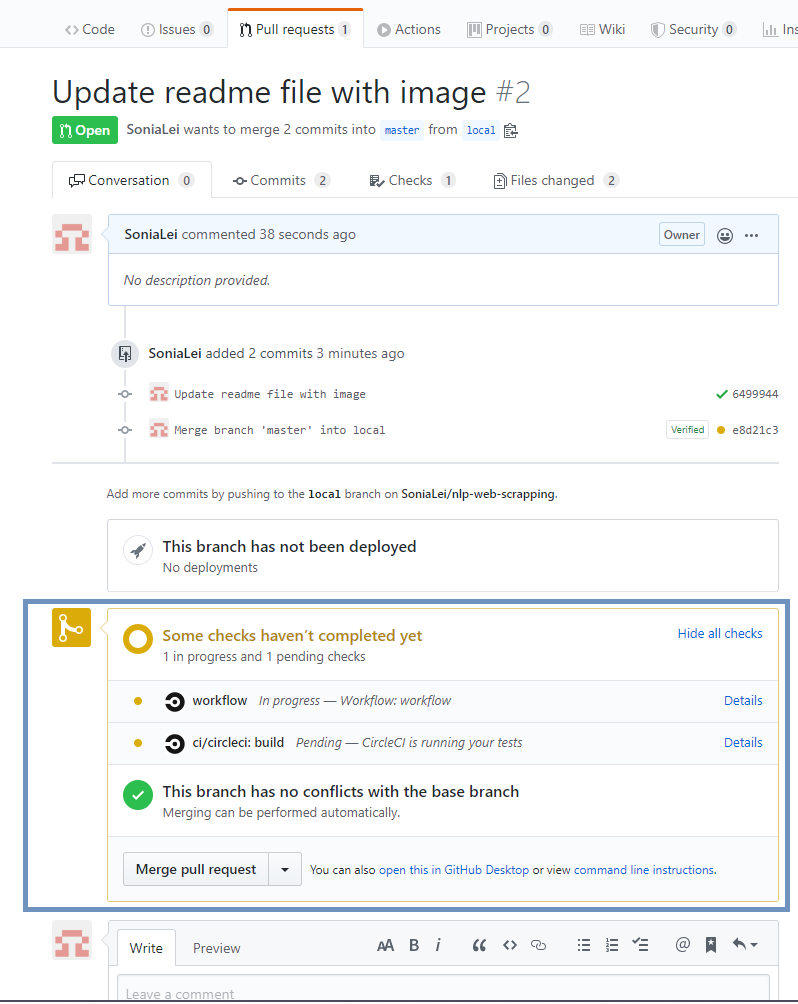 Code Issues 0 Pull requests 1 Actions Projects 0 Wiki Security 0 Ins
Update readme file with image #2
Open SoniaLei wants to merge 2 commits into master from local
Conversation 0 Commits 2 Checks 1 Files changed 2
SoniaLei commented 38 seconds ago Owner
No description provided.
SoniaLei added 2 commits 3 minutes ago
Update readme file with image 6499944
Merge branch 'master' into local Verified e8d21c3
Add more commits by pushing to the local branch on SoniaLei/nlp-web-scrapping.
This branch has not been deployed
No deployments
Some checks haven't completed yet Hide all checks
1 in progress and 1 pending checks
workflow In progress — Workflow: workflow Details
ci/circleci: build Pending — CircleCI is running your tests Details
This branch has no conflicts with the base branch
Merging can be performed automatically.
Merge pull request You can also open this in GitHub Desktop or view command line instructions.
Write Preview AA B i
Leave a comment